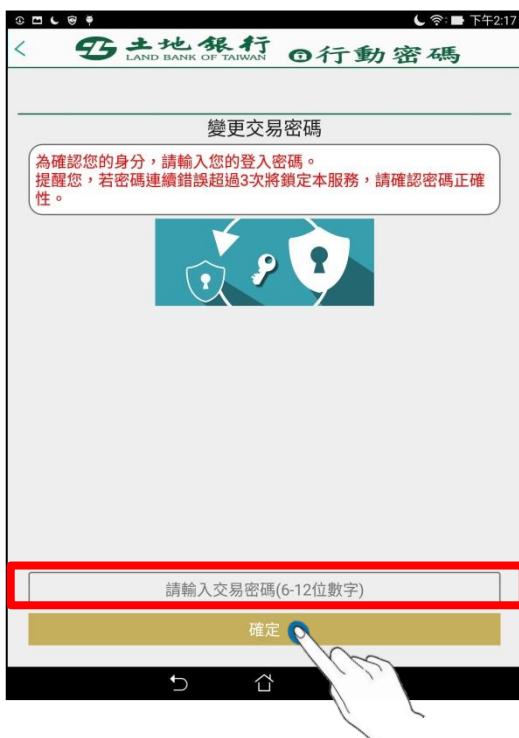 下午2:17
土地銀行 行動密碼
LAND BANK OF TAIWAN
變更交易密碼
為確認您的身分，請輸入您的登入密碼。
提醒您，若密碼連續錯誤超過3次將鎖定本服務，請確認密碼正確
性。
請輸入交易密碼(6-12位數字)
確定